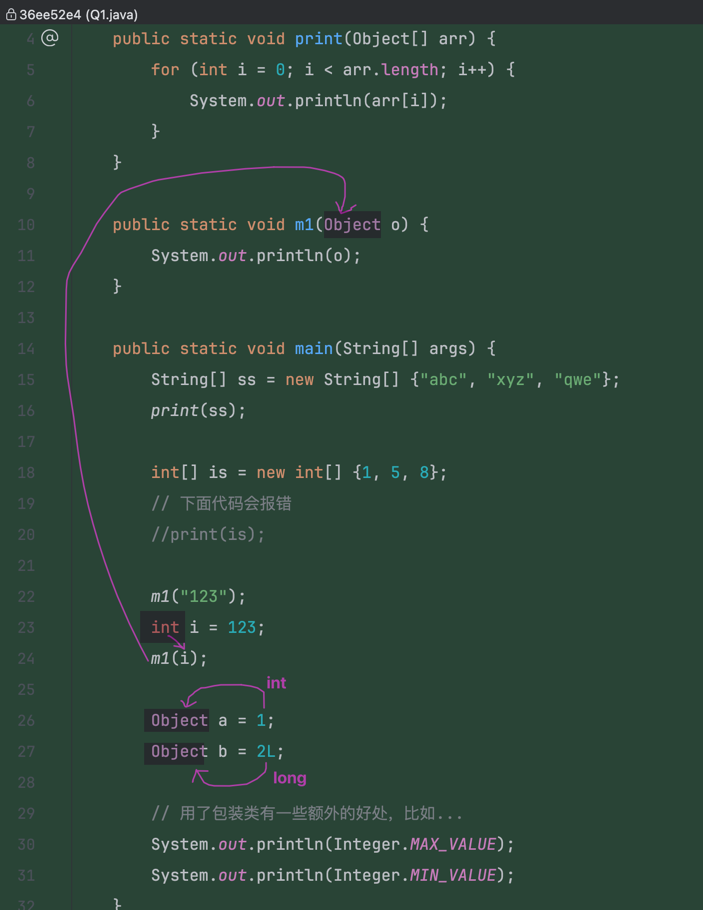 36ee52e4 (Q1.java)
4 public static void print(Object[] arr) {
5 for (int i = 0; i < arr.length; i++) {
6 System.out.println(arr[i]);
7 }
8 }
9
10 public static void m1(Object o) {
11 System.out.println(o);
12 }
13
14 public static void main(String[] args) {
15 String[] ss = new String[] {"abc", "xyz", "qwe"};
16 print(ss);
17
18 int[] is = new int[] {1, 5, 8};
19 // 下面代码会报错
20 //print(is);
21
22 m1("123");
23 int i = 123;
24 m1(i);
25
int
26 Object a = 1;
27 Object b = 2L;
long
28
29 // 用了包装类有一些额外的好处，比如...
30 System.out.println(Integer.MAX_VALUE);
31 System.out.println(Integer.MIN_VALUE);
32 }